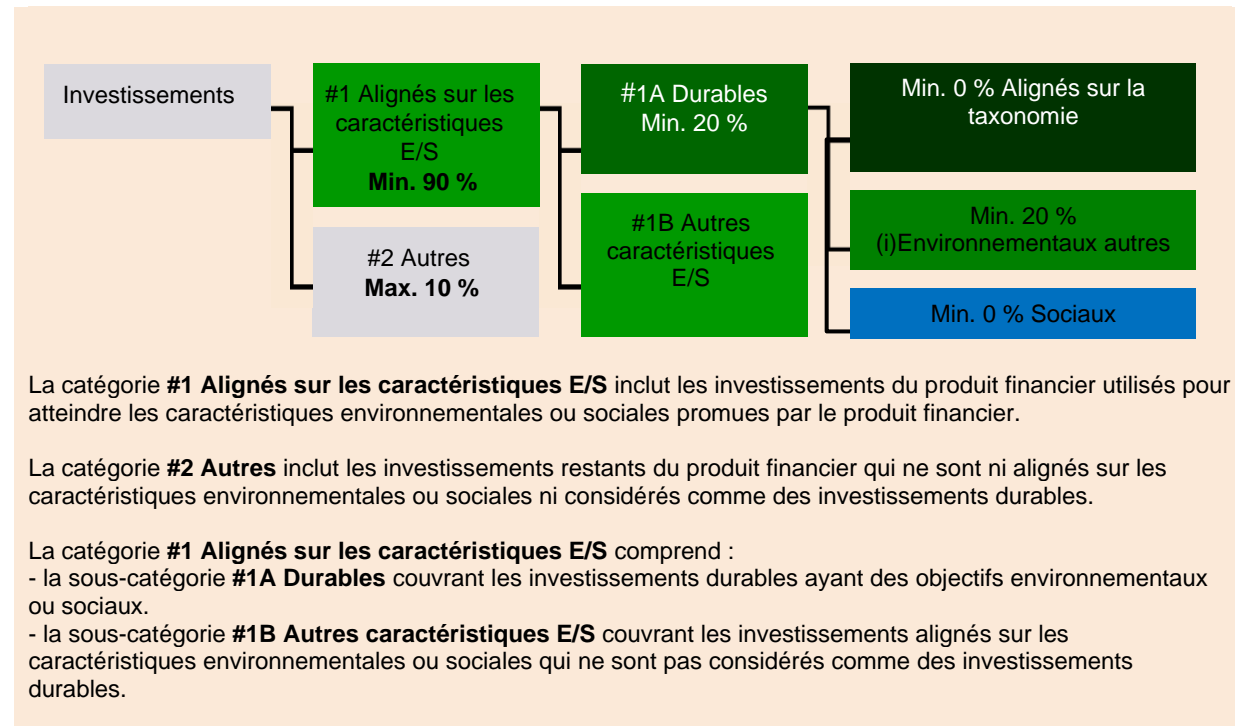 Investissements
#1 Alignés sur les
caractéristiques
E/S
Min. 90 %
#2 Autres
Max. 10 %
#1A Durables
Min. 20 %
#1B Autres
caractéristiques
E/S
Min. 0 % Alignés sur la
taxonomie
Min. 20 %
(i)Environnementaux autres
Min. 0 % Sociaux
La catégorie #1 Alignés sur les caractéristiques E/S inclut les investissements du produit financier utilisés pour
atteindre les caractéristiques environnementales ou sociales promues par le produit financier.
La catégorie #2 Autres inclut les investissements restants du produit financier qui ne sont ni alignés sur les
caractéristiques environnementales ou sociales ni considérés comme des investissements durables.
La catégorie #1 Alignés sur les caractéristiques E/S comprend :
- la sous-catégorie #1A Durables couvrant les investissements durables ayant des objectifs environnementaux
ou sociaux.
- la sous-catégorie #1B Autres caractéristiques E/S couvrant les investissements alignés sur les
caractéristiques environnementales ou sociales qui ne sont pas considérés comme des investissements
durables.